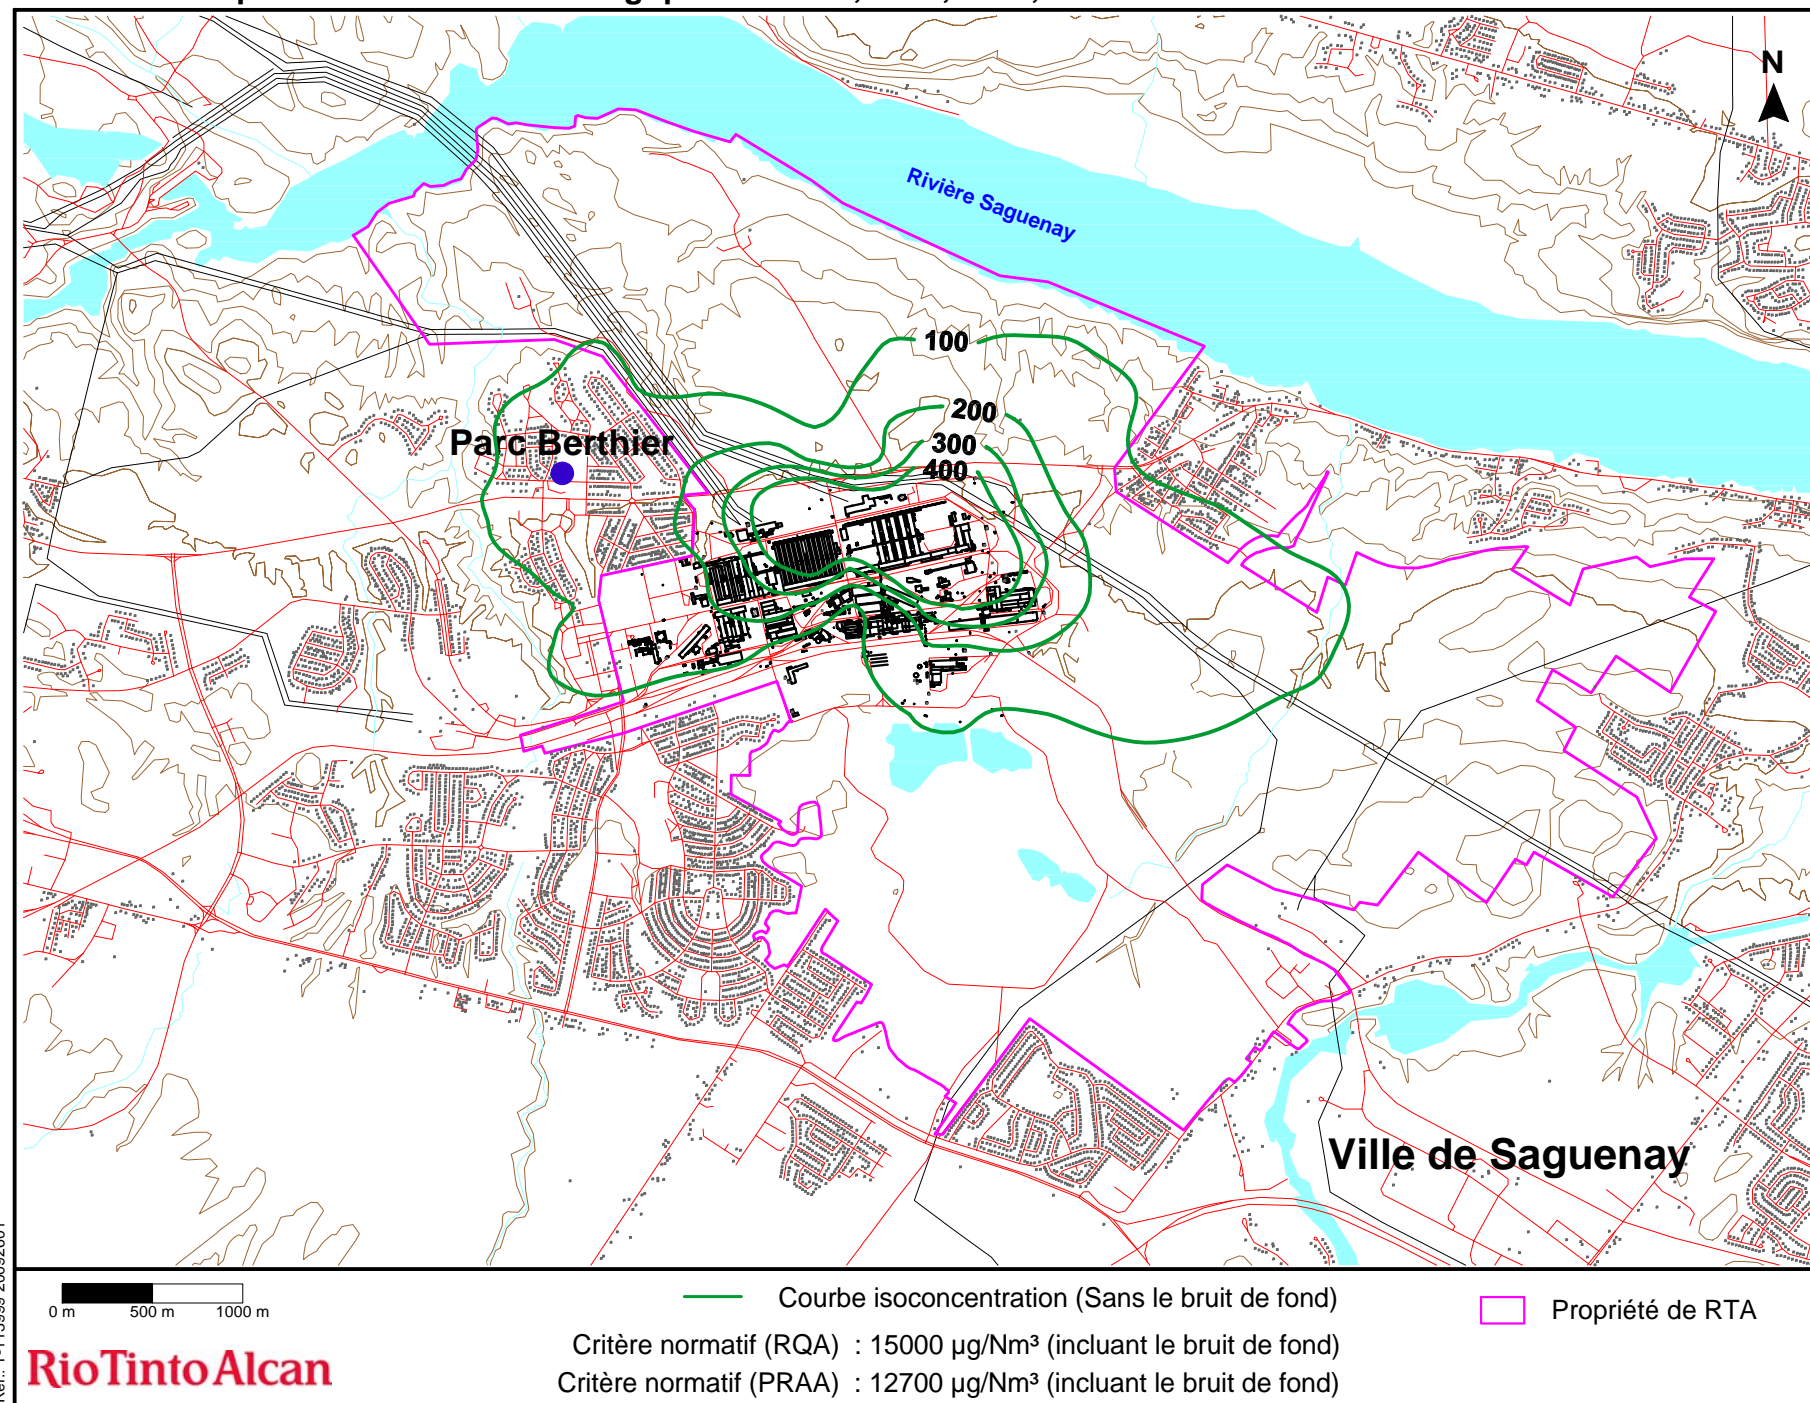 N
Rivière Saguenay
100
200
300
400
Parc Berthier
Ville de Saguenay
0 m 500 m 1000 m
Courbe isoconcentration (Sans le bruit de fond)
Propriété de RTA
Critère normatif (RQA) : 15000 µg/Nm³ (incluant le bruit de fond)
Critère normatif (PRAA) : 12700 µg/Nm³ (incluant le bruit de fond)
RioTintoAlcan